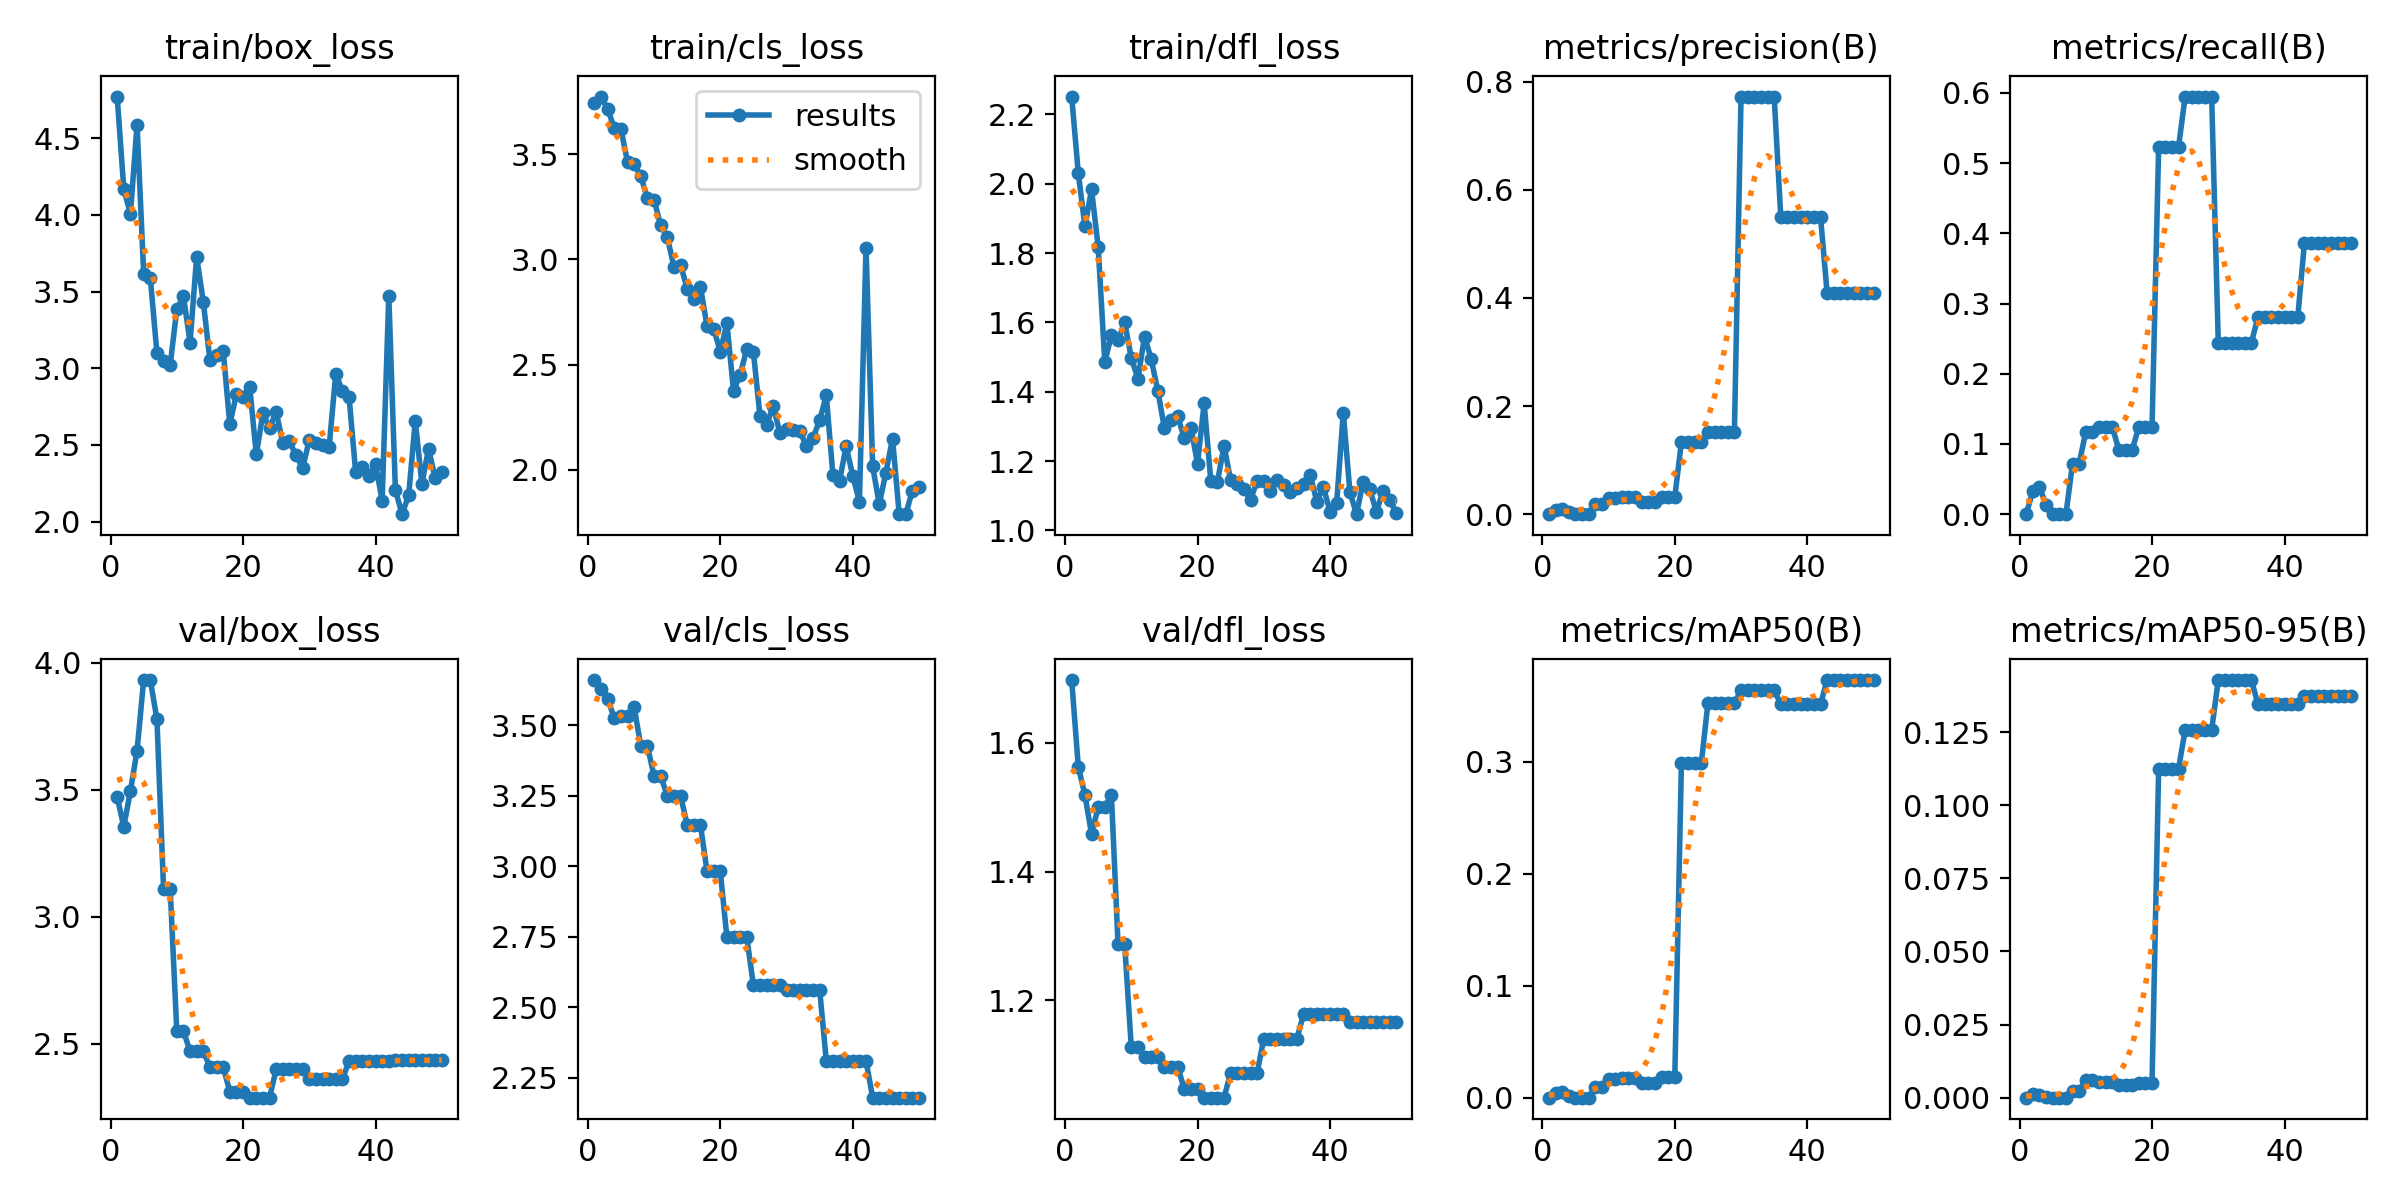 train/box_loss
4.5
4.0
3.5
3.0
2.5
2.0
0 20 40
train/cls_loss
results
smooth
3.5
3.0
2.5
2.0
0 20 40
train/dfl_loss
2.2
2.0
1.8
1.6
1.4
1.2
1.0
0 20 40
metrics/precision(B)
0.8
0.6
0.4
0.2
0.0
0 20 40
metrics/recall(B)
0.6
0.5
0.4
0.3
0.2
0.1
0.0
0 20 40
val/box_loss
4.0
3.5
3.0
2.5
0 20 40
val/cls_loss
3.50
3.25
3.00
2.75
2.50
2.25
0 20 40
val/dfl_loss
1.6
1.4
1.2
0 20 40
metrics/mAP50(B)
0.3
0.2
0.1
0.0
0 20 40
metrics/mAP50-95(B)
0.125
0.100
0.075
0.050
0.025
0.000
0 20 40